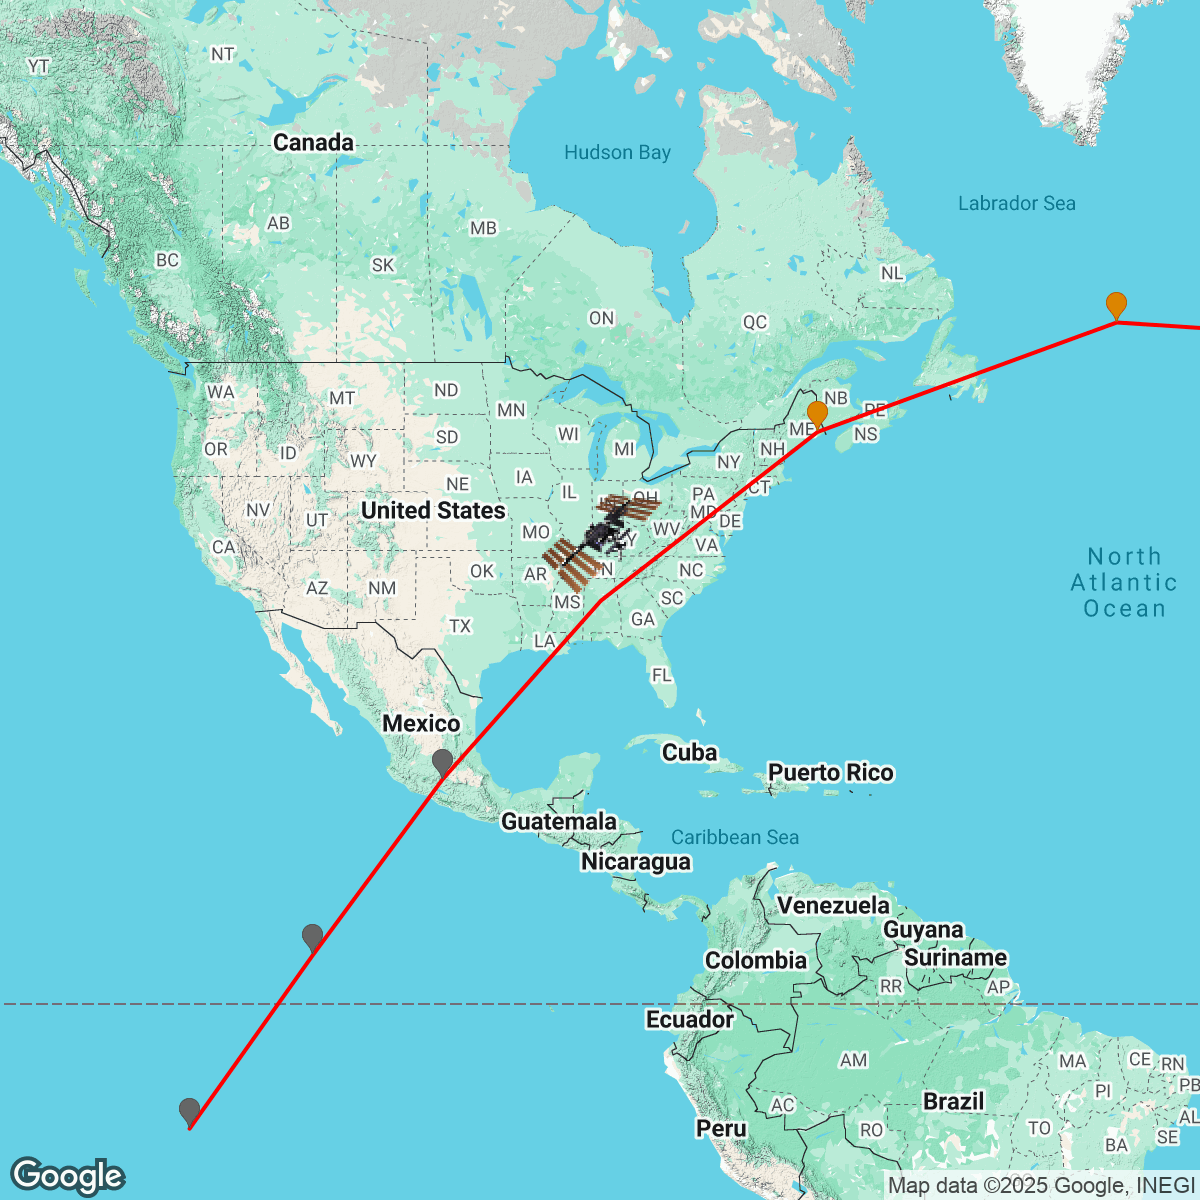 NT
YT
Canada
Hudson Bay
Labrador Sea
AB
MB
BC
SK
NL
ON
QC
WA
MT
ND
NB
MN
PE
OR
ID
SD
WI
MI
ME
NS
WY
NH
NY
NE
IA
IL
OH
PA
CT
NV
UT
United States
MD
DE
MO
WV
CA
KY
VA
North
Atlantic
Ocean
AZ
NM
OK
AR
TN
NC
MS
SC
TX
GA
LA
FL
Mexico
Cuba
Puerto Rico
Guatemala
Caribbean Sea
Nicaragua
Venezuela
Guyana
Colombia
Suriname
RR
AP
Ecuador
AM
MA
CE
RN
PI
PB
AC
Brazil
AL
Peru
RO
TO
BA
SE
Google
Map data ©2025 Google, INEGI